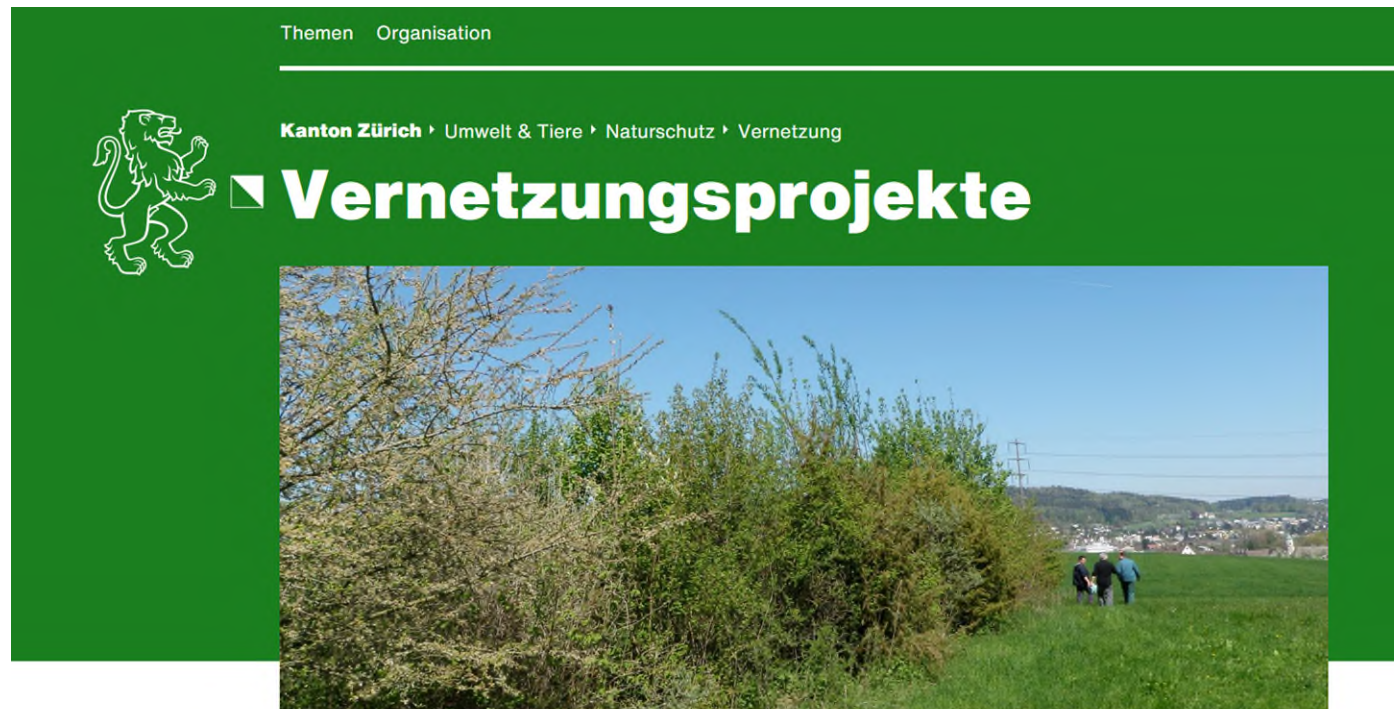 Themen Organisation
Kanton Zürich ‣ Umwelt & Tiere ‣ Naturschutz ‣ Vernetzung
Vernetzungsprojekte